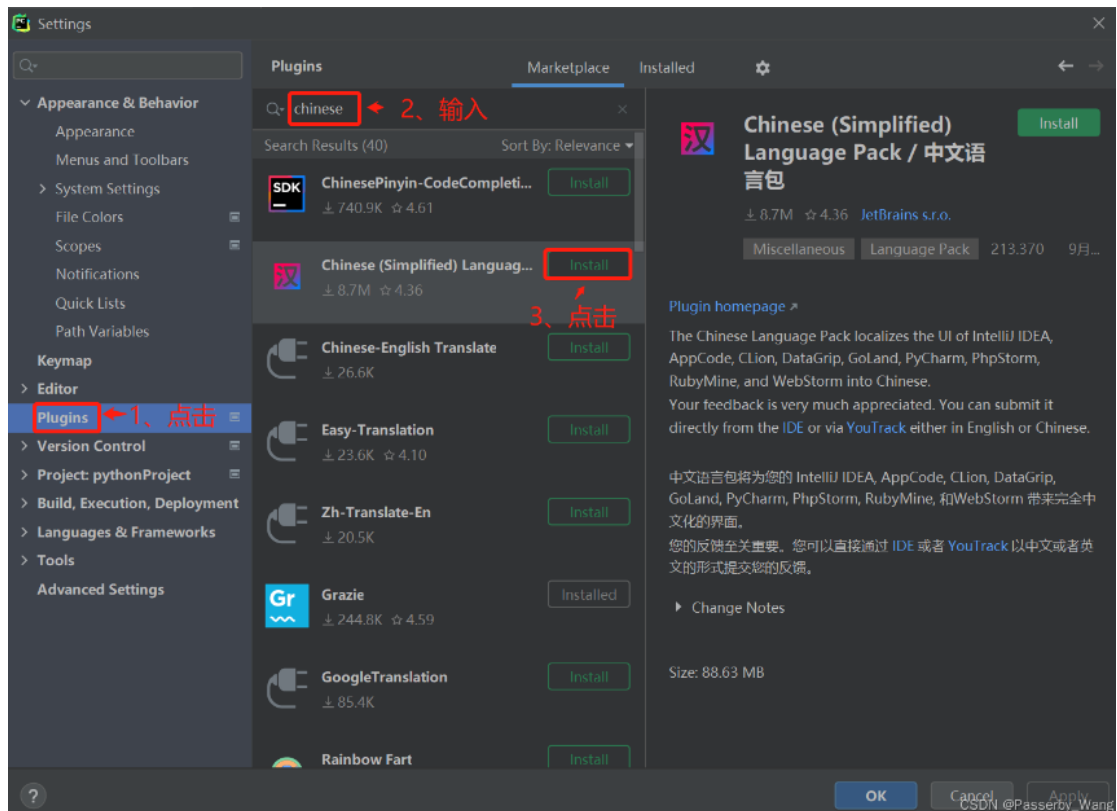 Settings
Appearance & Behavior
Appearance
Menus and Toolbars
System Settings
File Colors
Scopes
Notifications
Quick Lists
Path Variables
Keymap
Editor
Plugins
1、点击
Version Control
Project: pythonProject
Build, Execution, Deployment
Languages & Frameworks
Tools
Advanced Settings
Plugins
Marketplace
Installed
chinese
2、输入
Search Results (40)
Sort By: Relevance
SDK
ChinesePinyin-CodeCompleti...
Install
740.9K 4.61
汉
Chinese (Simplified) Languag...
Install
8.7M 4.36
3、点击
Chinese-English Translate
Install
26.6K
Easy-Translation
Install
23.6K 4.10
Zh-Translate-En
Install
20.5K
Gr
Grazie
Installed
244.8K 4.59
GoogleTranslation
Install
85.4K
Rainbow Fart
Install
汉
Chinese (Simplified)
Language Pack / 中文语
言包
Install
8.7M 4.36 JetBrains s.r.o.
Miscellaneous Language Pack 213.370 9月...
Plugin homepage
The Chinese Language Pack localizes the UI of IntelliJ IDEA,
AppCode, CLion, DataGrip, GoLand, PyCharm, PhpStorm,
RubyMine, and WebStorm into Chinese.
Your feedback is very much appreciated. You can submit it
directly from the IDE or via YouTrack either in English or Chinese.
中文语言包将为您的 IntelliJ IDEA, AppCode, CLion, DataGrip,
GoLand, PyCharm, PhpStorm, RubyMine, 和WebStorm 带来完全中
文化的界面。
您的反馈至关重要。您可以直接通过 IDE 或者 YouTrack 以中文或者英
文的形式提交您的反馈。
Change Notes
Size: 88.63 MB
?
OK
Cancel
Apply
CSDN @Passerby_Wang